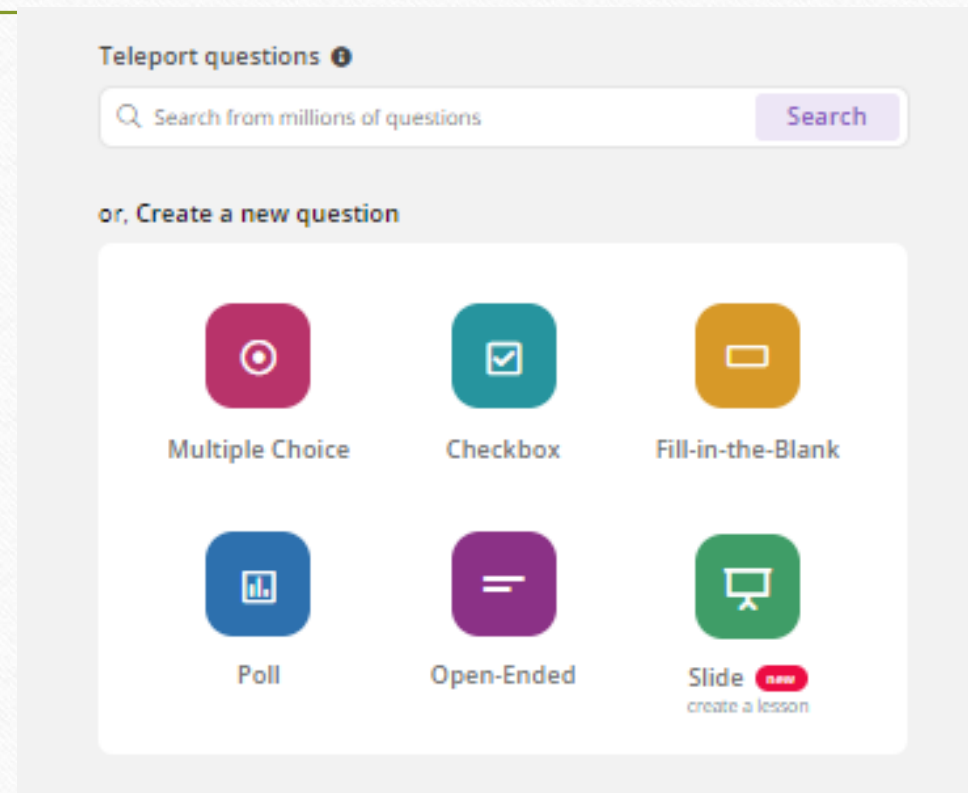 Teleport questions
Search from millions of questions
Search
or, Create a new question
Multiple Choice
Checkbox
Fill-in-the-Blank
Poll
Open-Ended
Slide new
create a lesson